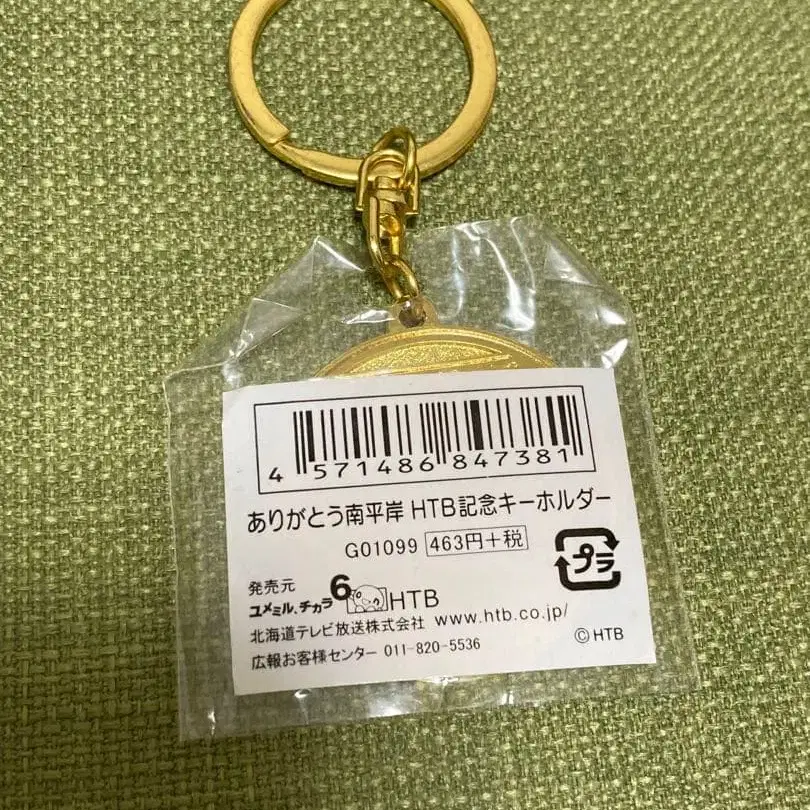 4 571486 847381
ありがとう南平岸 HTB記念キーホルダー
G01099 463円+税
プラ
発売元
ユメミル、チカラ 6 HTB
北海道テレビ放送株式会社 www.htb.co.jp/
広報お客様センター 011-820-5536
©HTB